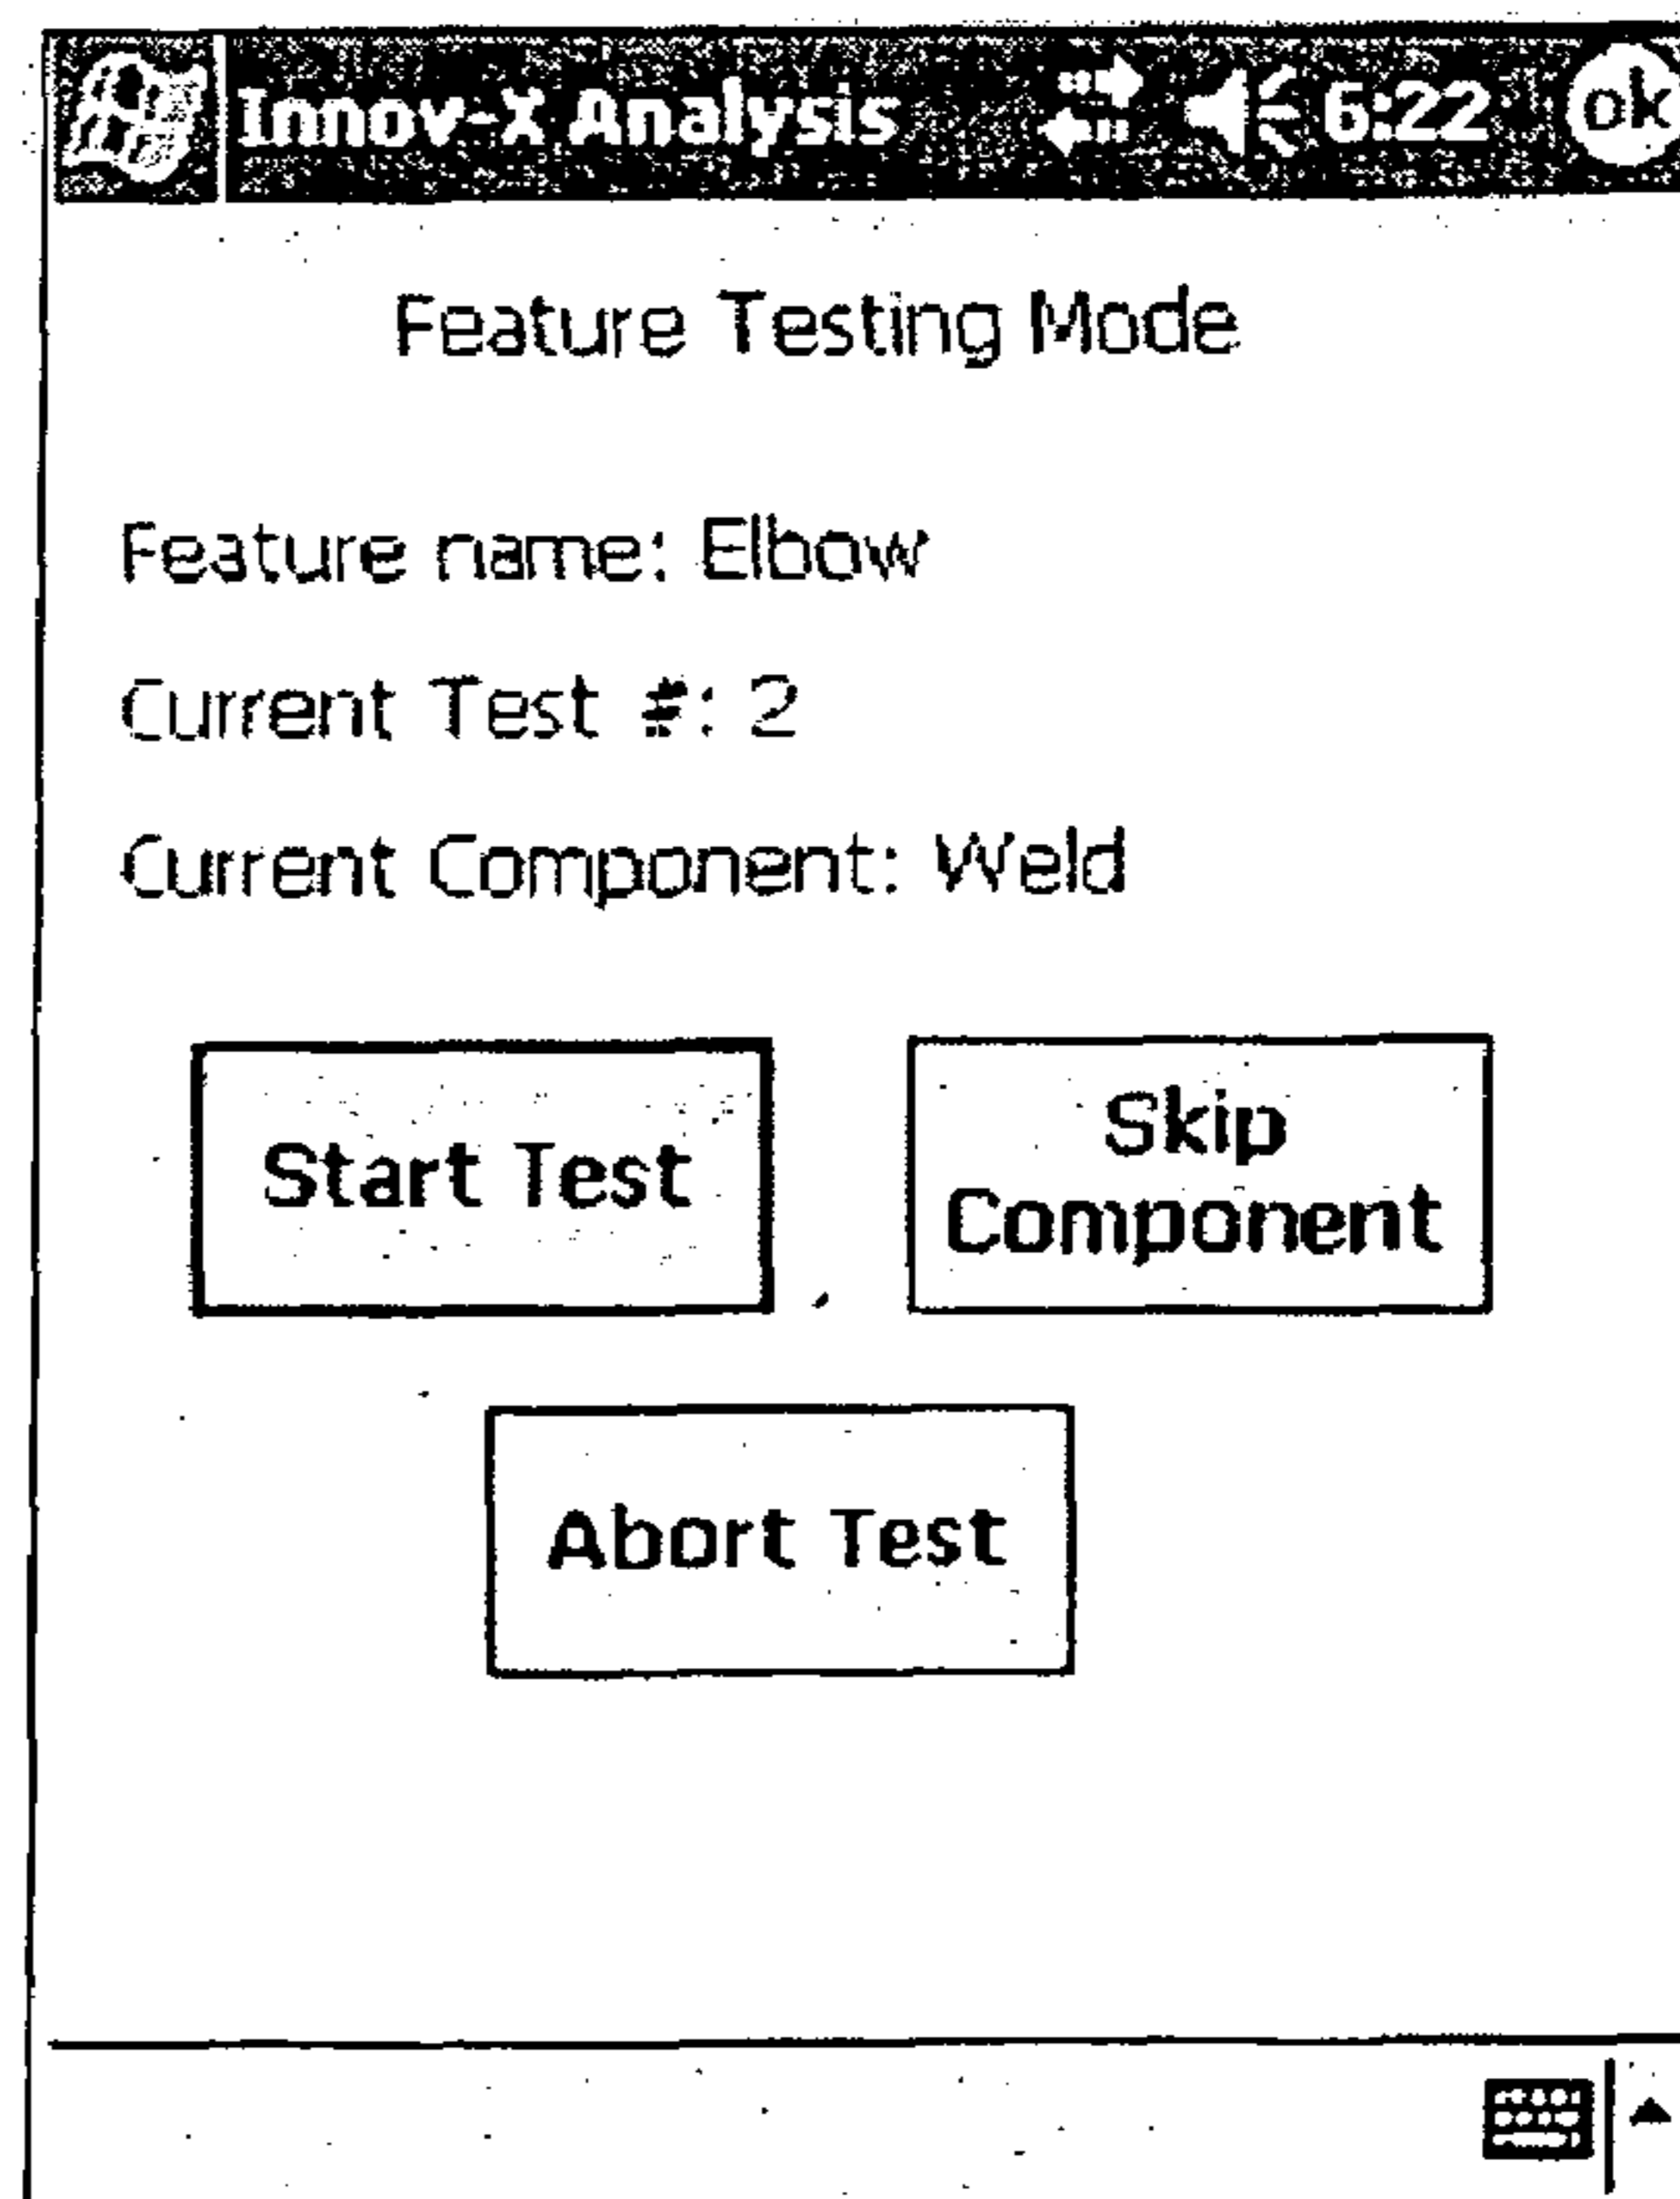 Innov-X Analysis 6:22 ok
Feature Testing Mode
Feature name: Elbow
Current Test #: 2
Current Component: Weld
Start Test
Skip
Component
Abort Test